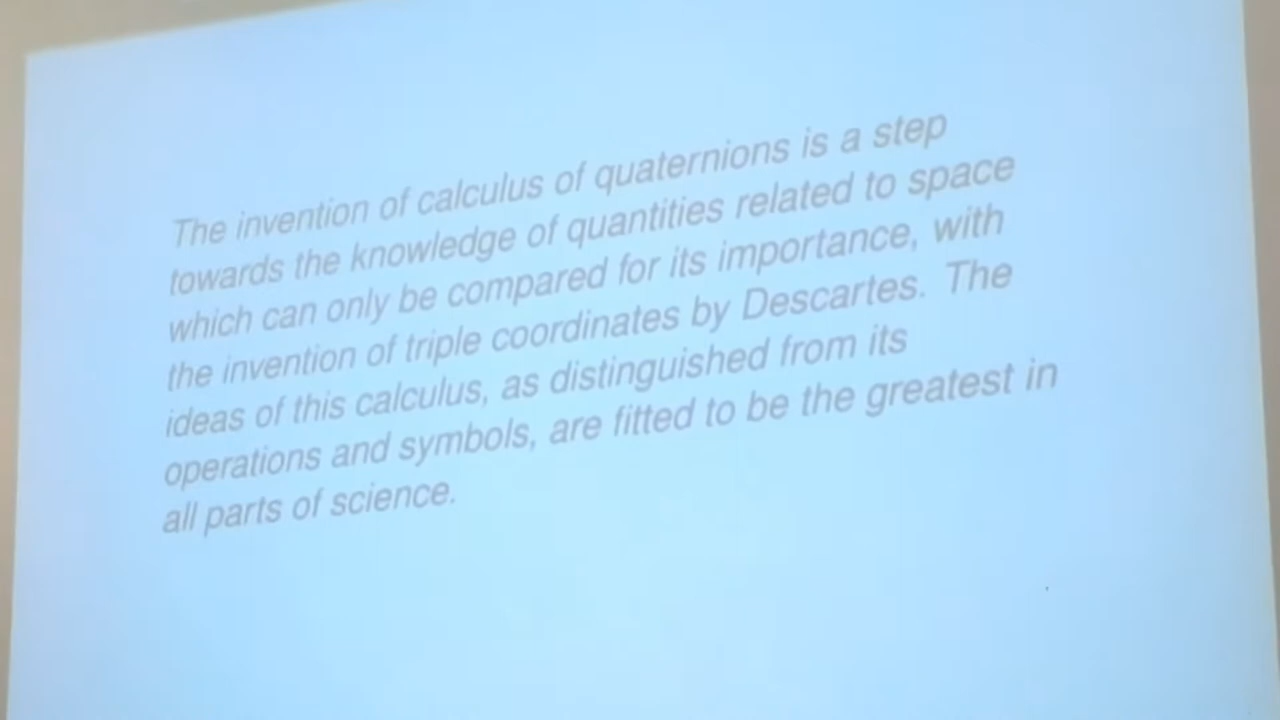 The invention of calculus of quaternions is a step
towards the knowledge of quantities related to space
which can only be compared for its importance, with
the invention of triple coordinates by Descartes. The
ideas of this calculus, as distinguished from its
operations and symbols, are fitted to be the greatest in
all parts of science.